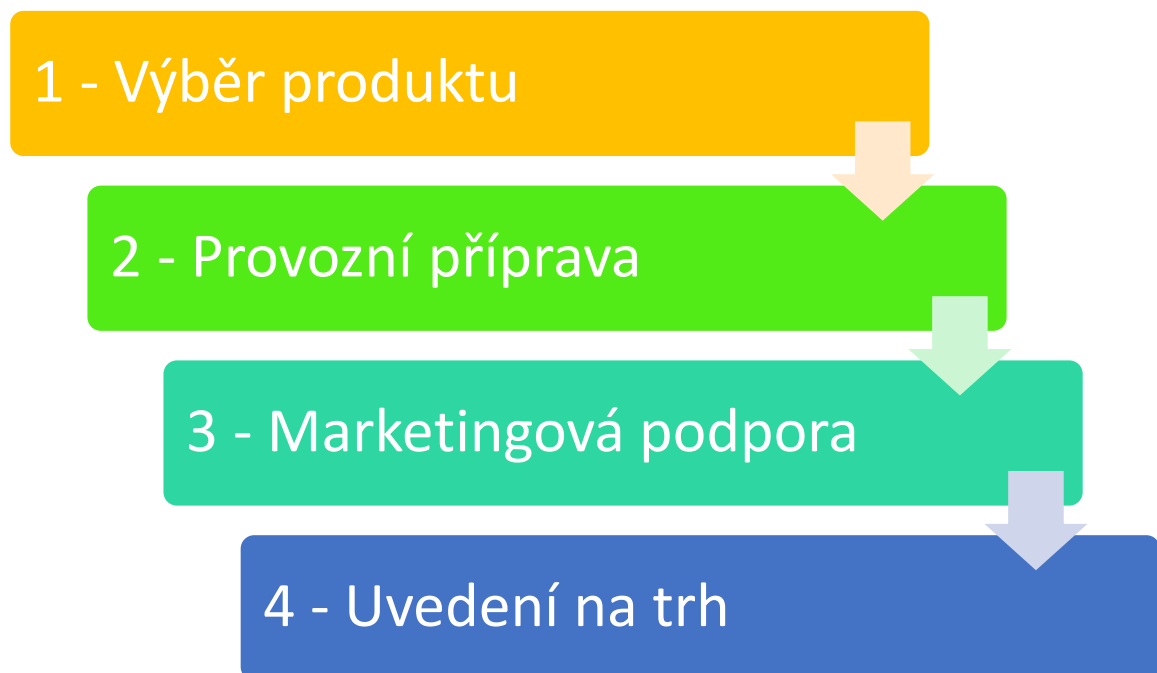 1 - Výběr produktu
2 - Provozní příprava
3 - Marketingová podpora
4 - Uvedení na trh